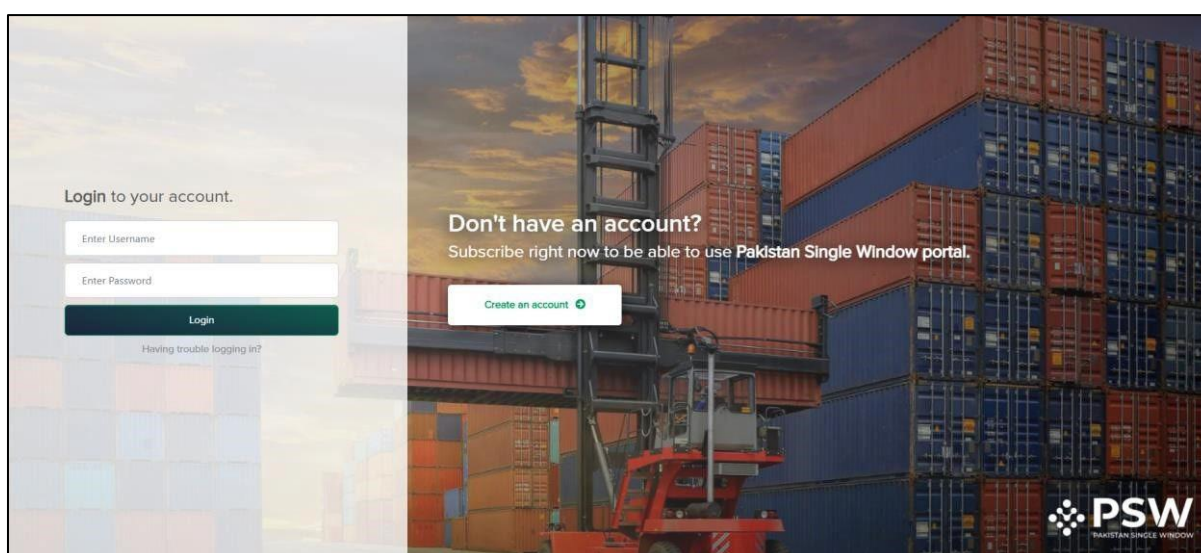 Login to your account.
Enter Username
Enter Password
Login
Having trouble logging in?
Don't have an account?
Subscribe right now to be able to use Pakistan Single Window portal.
Create an account
PSW
PAKISTAN SINGLE WINDOW